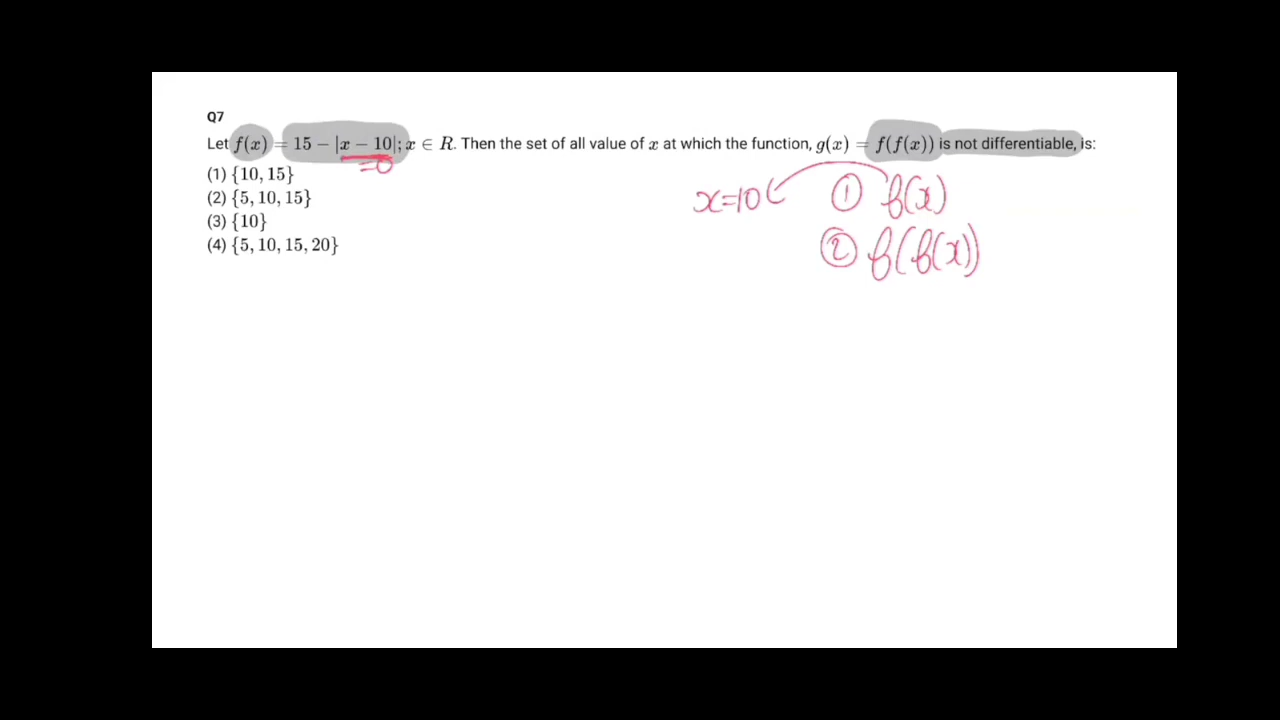 Q7
Let f(x) = 15 − |x − 10|; x ∈ R. Then the set of all value of x at which the function, g(x) = f(f(x)) is not differentiable, is:
=0
(1) {10, 15}
(2) {5, 10, 15}
(3) {10}
(4) {5, 10, 15, 20}
x=10 ① f(x)
② f(f(x))